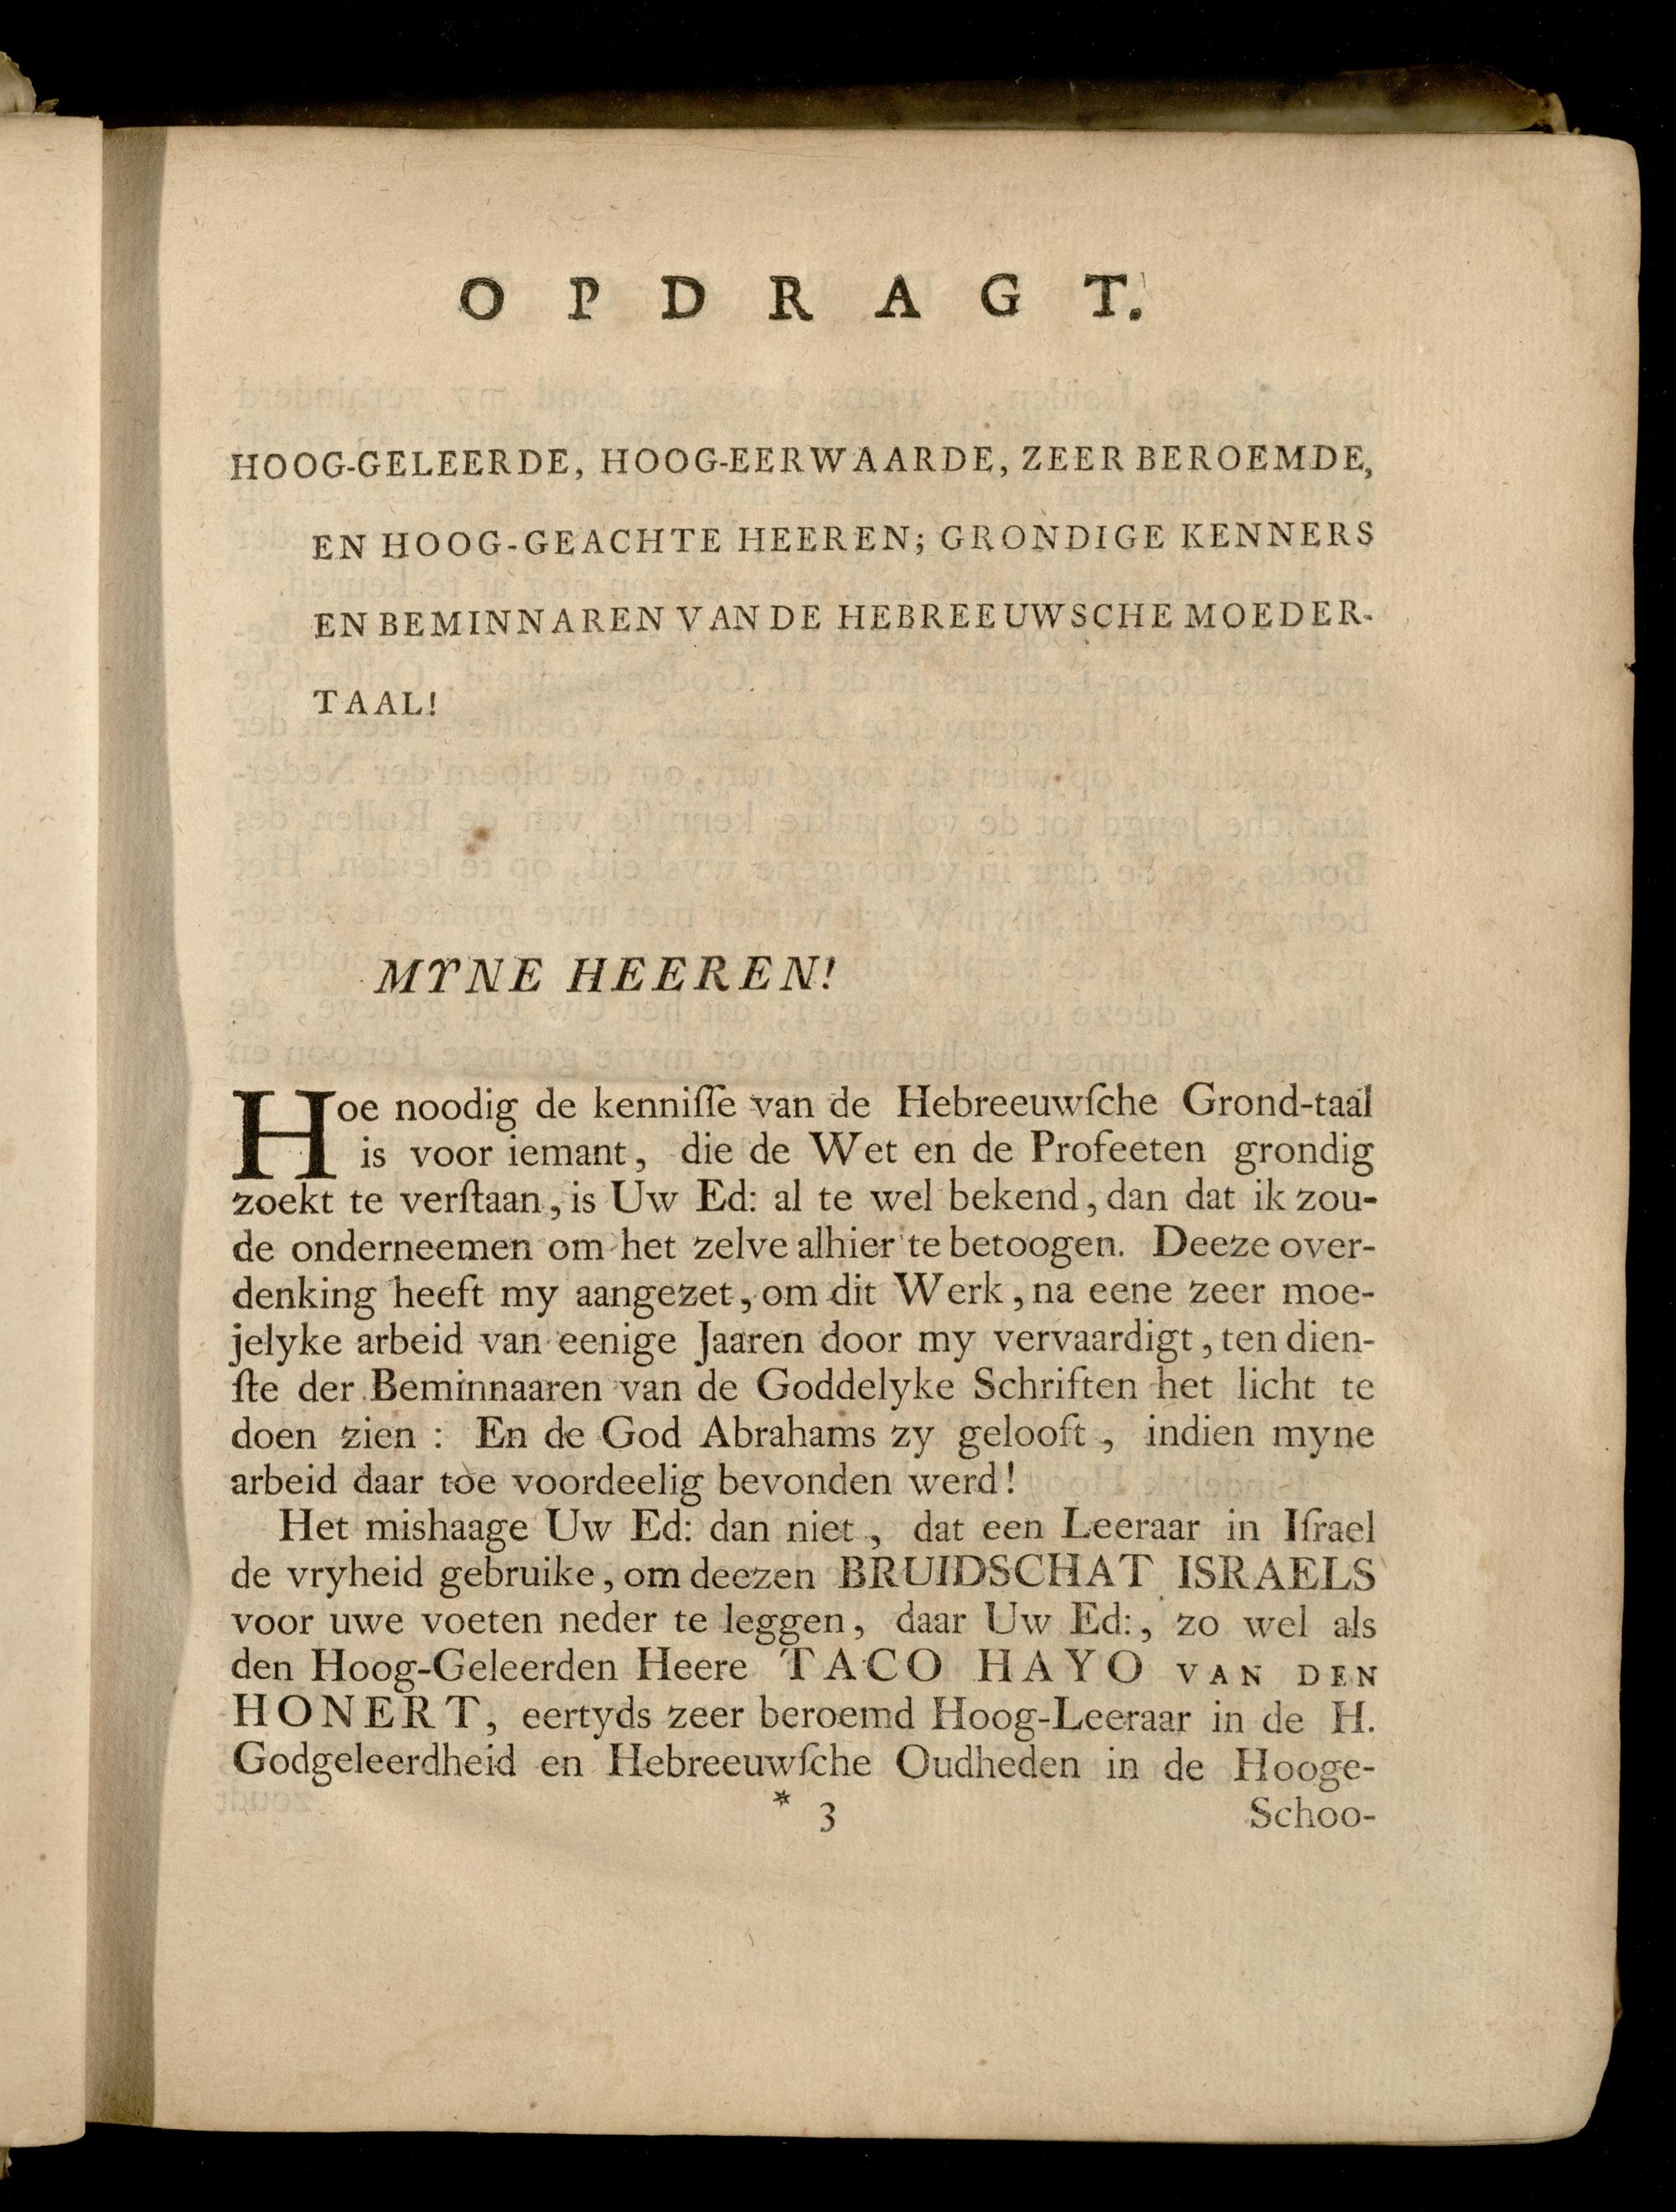 OPDRAGT.
HOOG-GELEERDE, HOOG-EERWAARDE, ZEER BEROEMDE,
EN HOOG-GEACHTE HEEREN; GRONDIGE KENNERS
EN BEMINNAREN VAN DE HEBREEUWSCHE MOEDER-
TAAL!
MYNE HEEREN!
Hoe noodig de kenniſſe van de Hebreeuwſche Grond-taal
is voor iemant, die de Wet en de Profeeten grondig
zoekt te verſtaan, is Uw Ed: al te wel bekend, dan dat ik zou-
de onderneemen om het zelve alhier te betoogen. Deeze over-
denking heeft my aangezet, om dit Werk, na eene zeer moe-
jelyke arbeid van eenige Jaaren door my vervaardigt, ten dien-
ſte der Beminnaaren van de Goddelyke Schriften het licht te
doen zien : En de God Abrahams zy gelooft, indien myne
arbeid daar toe voordeelig bevonden werd!
Het mishaage Uw Ed: dan niet, dat een Leeraar in Iſrael
de vryheid gebruike, om deezen BRUIDSCHAT ISRAELS
voor uwe voeten neder te leggen, daar Uw Ed:, zo wel als
den Hoog-Geleerden Heere TACO HAYO VAN DEN
HONERT, eertyds zeer beroemd Hoog-Leeraar in de H.
Godgeleerdheid en Hebreeuwſche Oudheden in de Hooge-
* 3 Schoo-